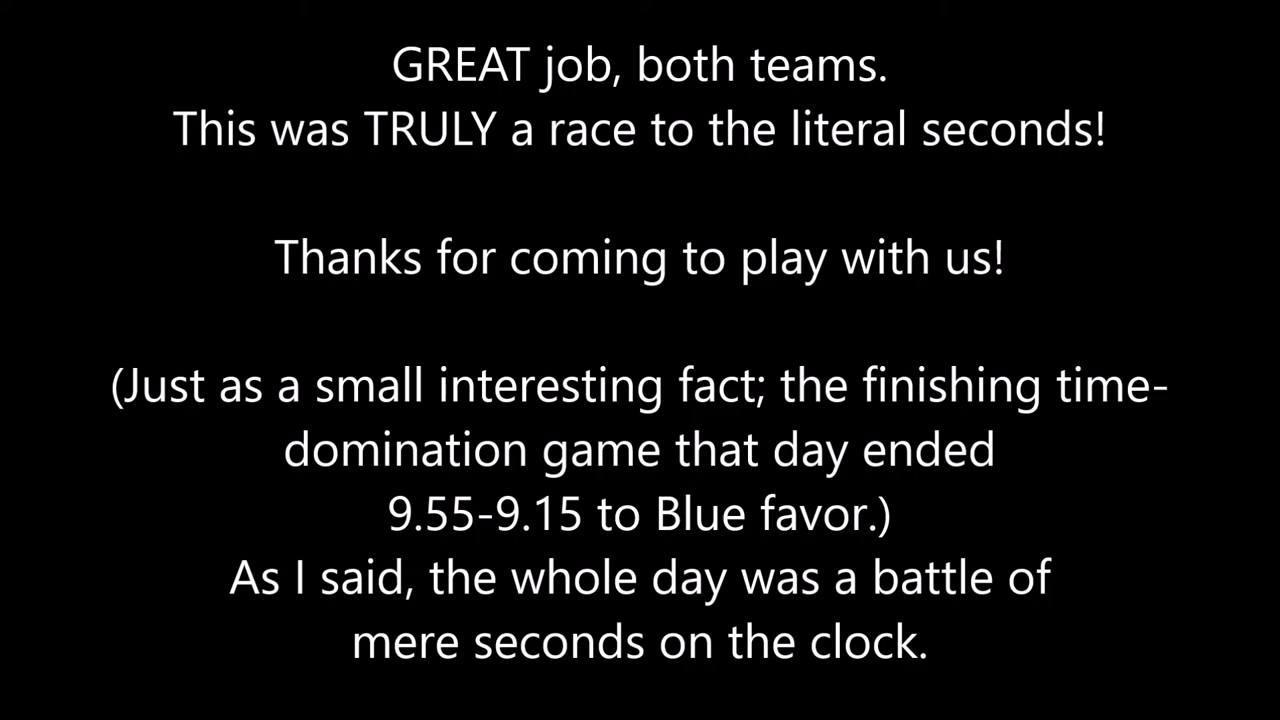 GREAT job, both teams.
This was TRULY a race to the literal seconds!
Thanks for coming to play with us!
(Just as a small interesting fact; the finishing time-
domination game that day ended
9.55-9.15 to Blue favor.)
As I said, the whole day was a battle of
mere seconds on the clock.